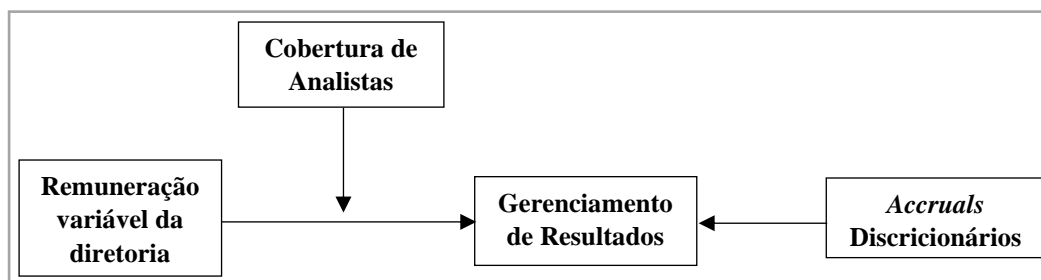 Cobertura de
Analistas
Remuneração
variável da
diretoria
Gerenciamento
de Resultados
Accruals
Discricionários